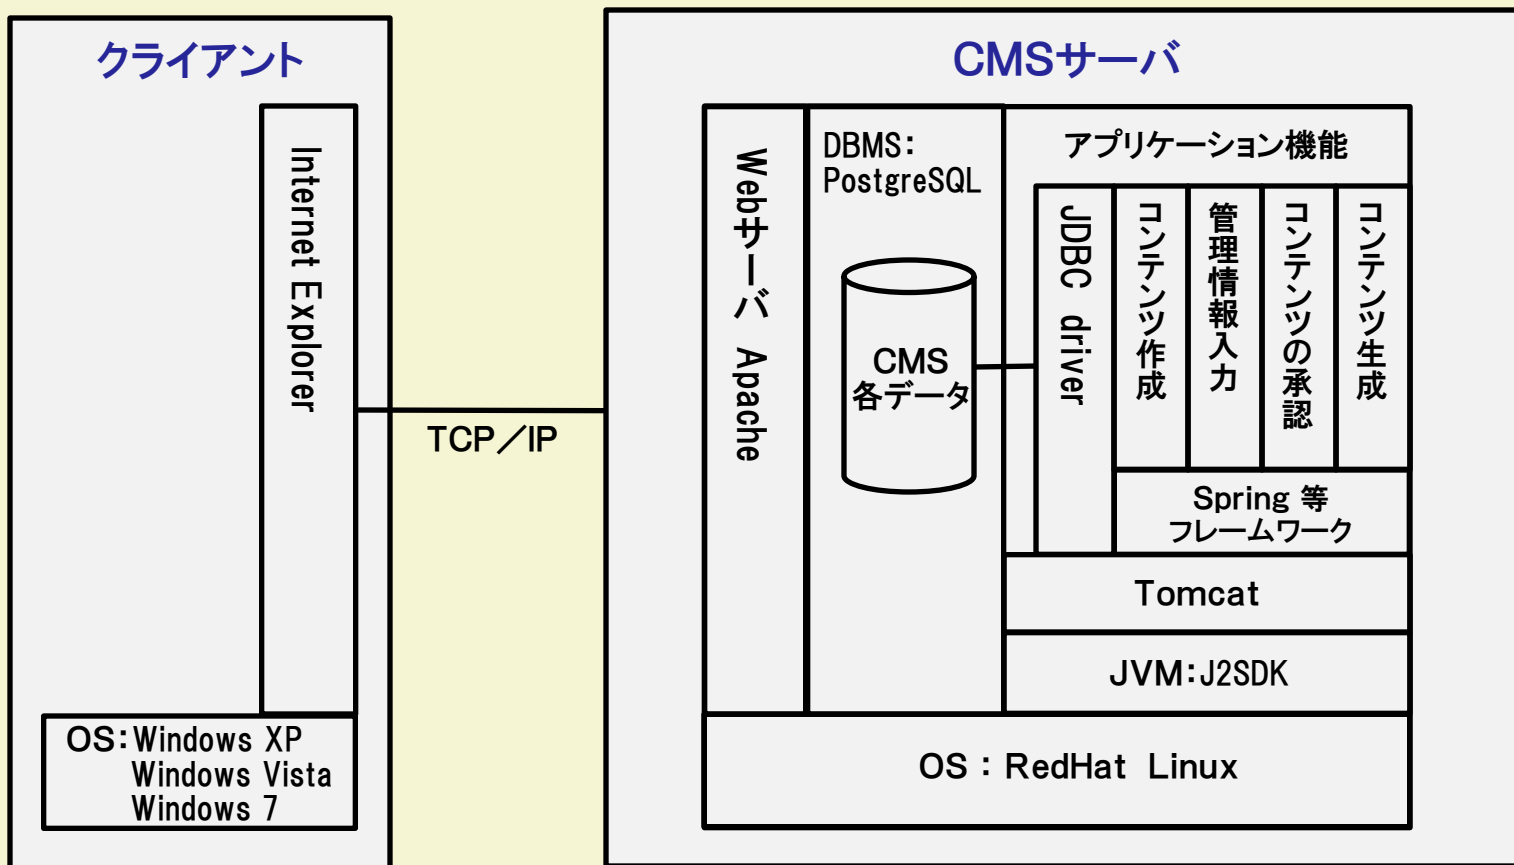 クライアント
Internet Explorer
OS：Windows XP
Windows Vista
Windows 7
TCP／IP
CMSサーバ
Webサーバ Apache
DBMS：
PostgreSQL
CMS
各データ
アプリケーション機能
JDBC driver
コンテンツ作成
管理情報入力
コンテンツの承認
コンテンツ生成
Spring 等
フレームワーク
Tomcat
JVM：J2SDK
OS：RedHat Linux